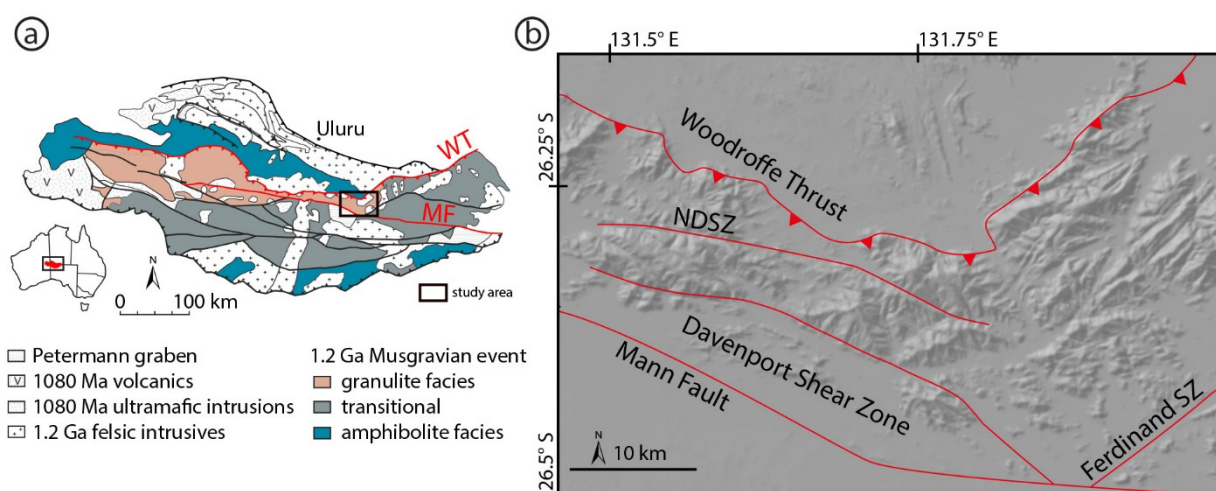 a
Uluru
WT
MF
V
V
V
V
V
N
0 100 km
study area
Petermann graben
V 1080 Ma volcanics
1080 Ma ultramafic intrusions
1.2 Ga felsic intrusives
1.2 Ga Musgravian event
granulite facies
transitional
amphibolite facies
b
131.5° E
131.75° E
26.25° S
26.5° S
Woodroffe Thrust
NDSZ
Davenport Shear Zone
Mann Fault
Ferdinand SZ
N
10 km